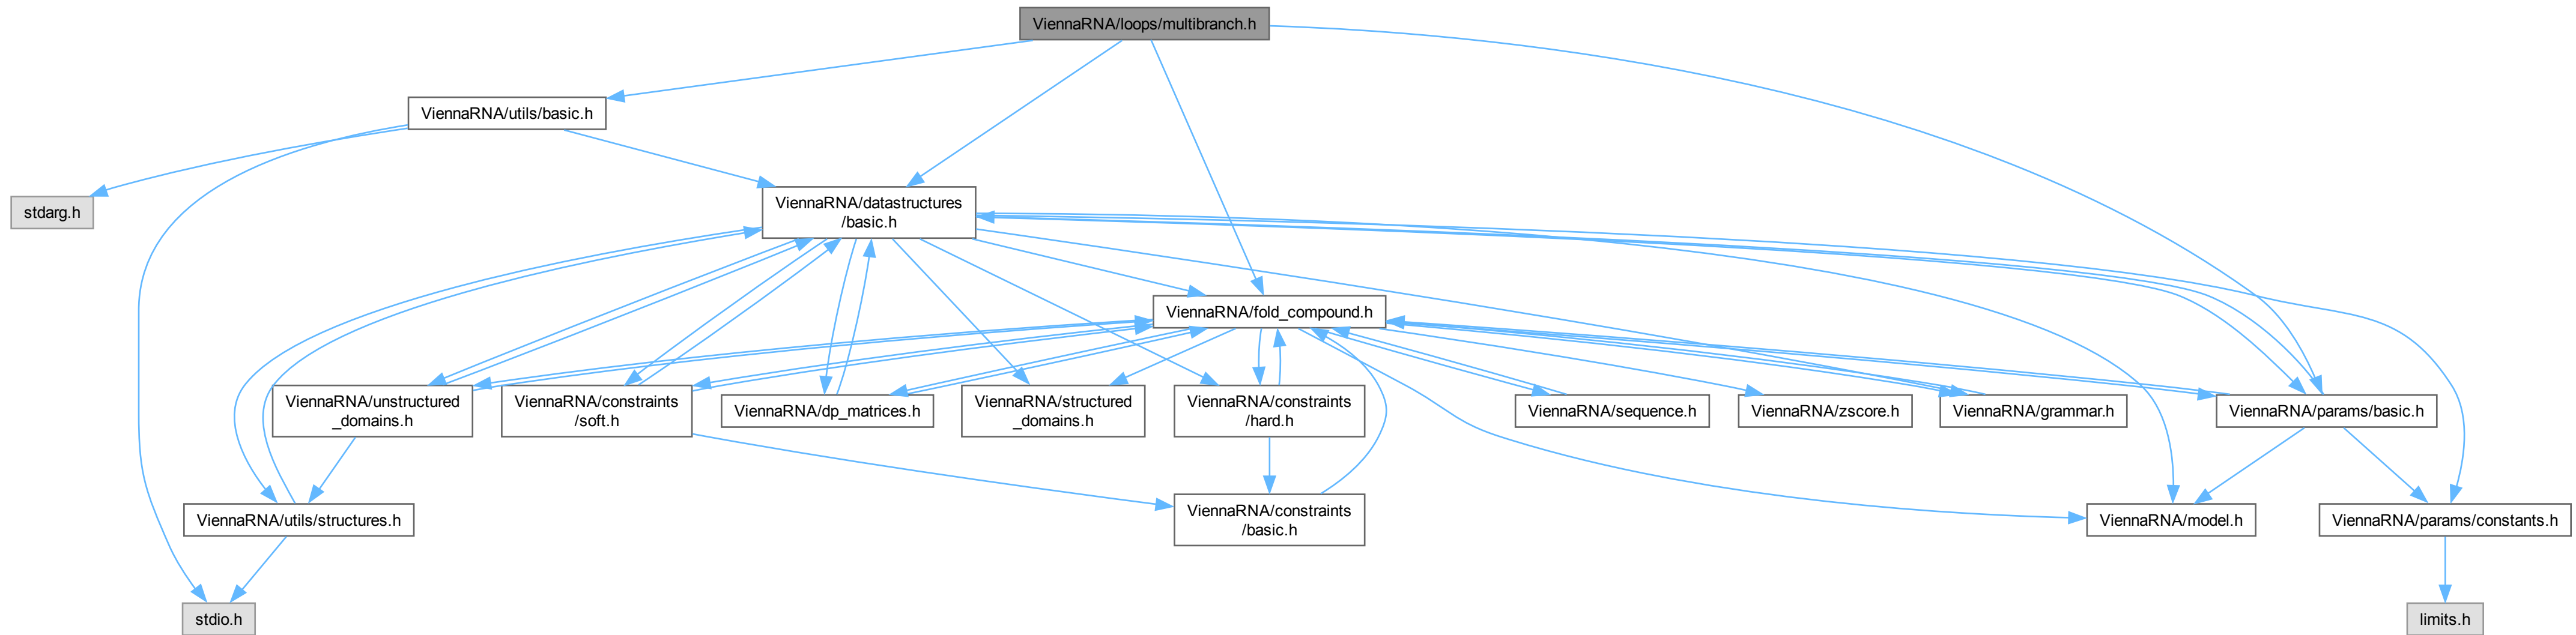 ViennaRNA/loops/multibranch.h
ViennaRNA/utils/basic.h
stdarg.h
ViennaRNA/datastructures
/basic.h
ViennaRNA/fold_compound.h
ViennaRNA/unstructured
_domains.h
ViennaRNA/constraints
/soft.h
ViennaRNA/dp_matrices.h
ViennaRNA/structured
_domains.h
ViennaRNA/constraints
/hard.h
ViennaRNA/sequence.h
ViennaRNA/zscore.h
ViennaRNA/grammar.h
ViennaRNA/params/basic.h
ViennaRNA/utils/structures.h
ViennaRNA/constraints
/basic.h
ViennaRNA/model.h
ViennaRNA/params/constants.h
stdio.h
limits.h